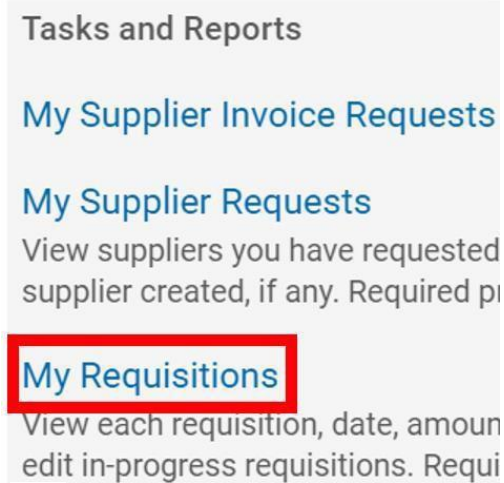 Tasks and Reports
My Supplier Invoice Requests
My Supplier Requests
View suppliers you have requested
supplier created, if any. Required
My Requisitions
View each requisition, date,
edit in-progress requisitions.